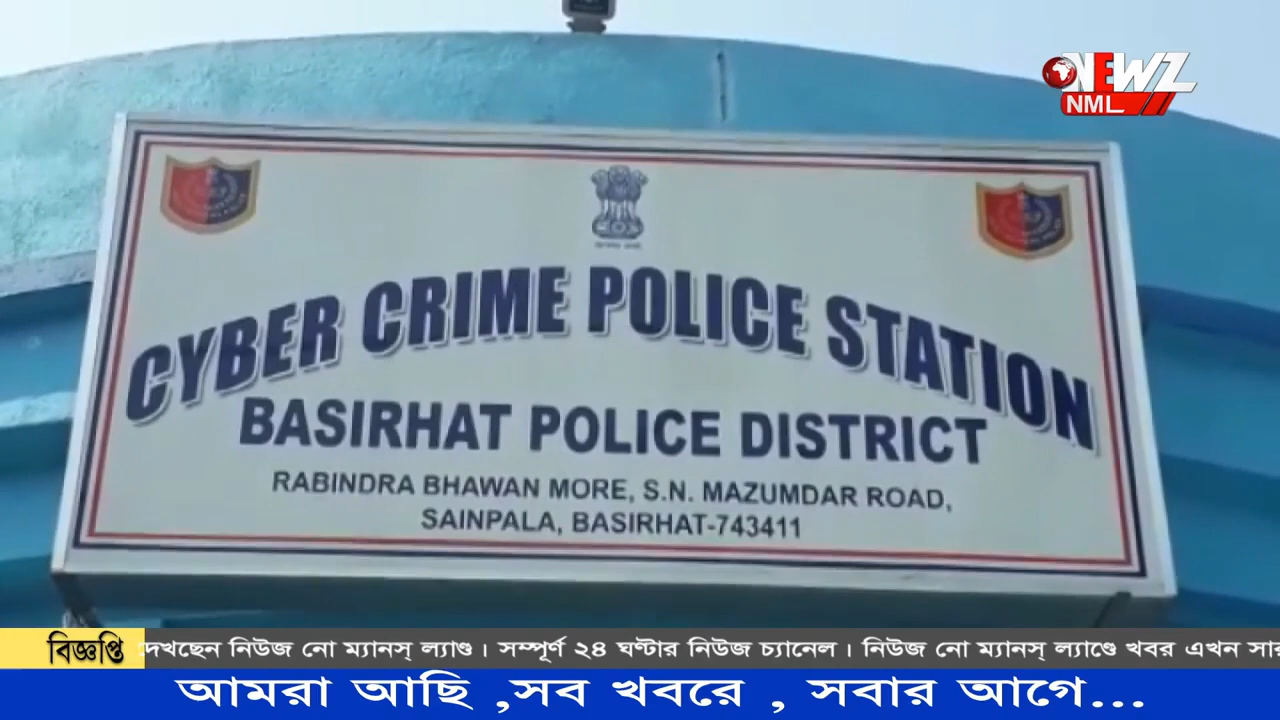 NEWZ
NML
CYBER CRIME POLICE STATION
BASIRHAT POLICE DISTRICT
RABINDRA BHAWAN MORE, S.N. MAZUMDAR ROAD,
SAINPALA, BASIRHAT-743411
বিজ্ঞপ্তি
দেখছেন নিউজ নো ম্যানস্ ল্যাণ্ড । সম্পূর্ণ ২৪ ঘণ্টার নিউজ চ্যানেল । নিউজ নো ম্যানস্ ল্যাণ্ডে খবর এখন সার
আমরা আছি ,সব খবরে , সবার আগে...